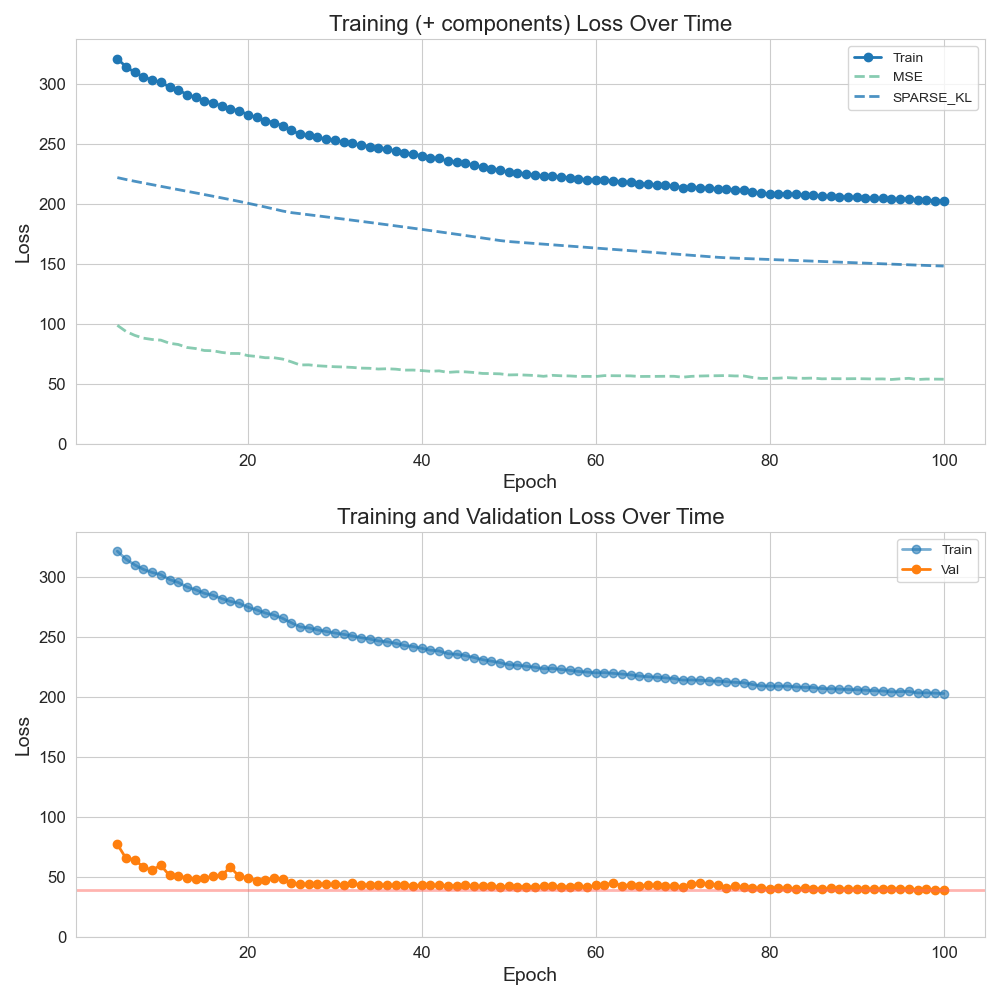 Training (+ components) Loss Over Time
Train
MSE
SPARSE_KL
Loss
300
250
200
150
100
50
0
20 40 60 80 100
Epoch
Training and Validation Loss Over Time
Train
Val
Loss
300
250
200
150
100
50
0
20 40 60 80 100
Epoch